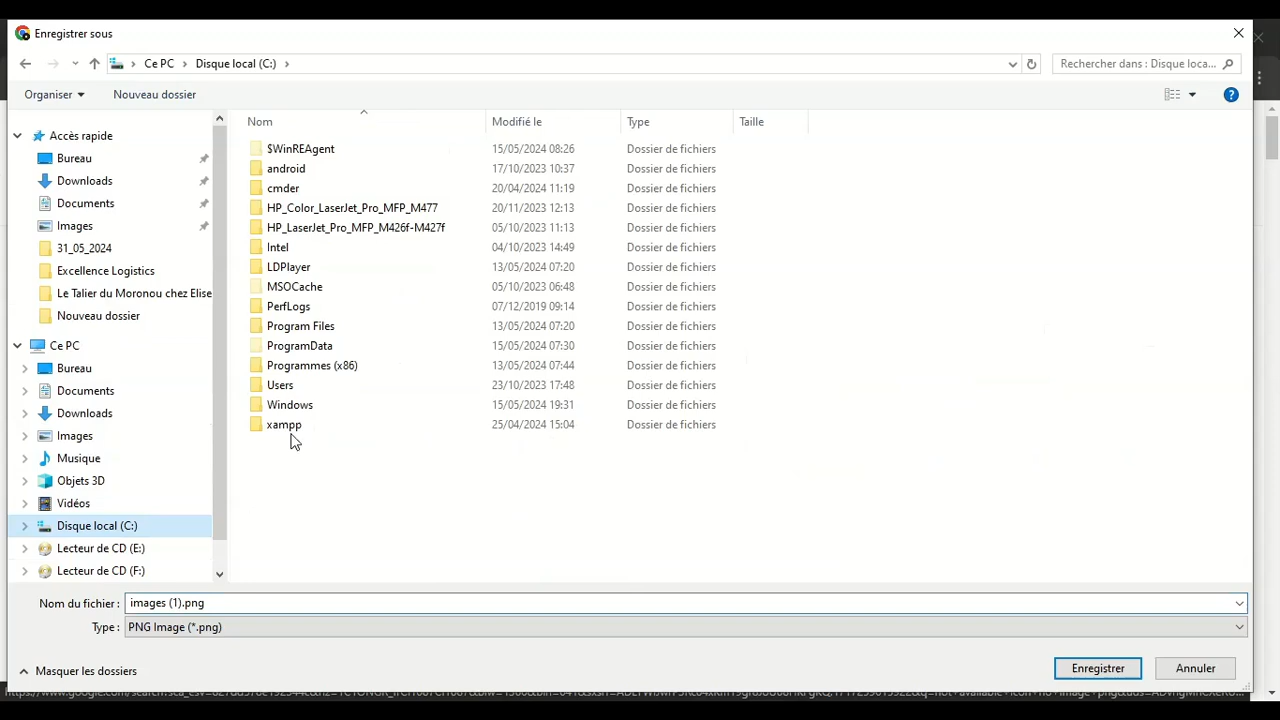 Enregistrer sous
Ce PC > Disque local (C:) >
Rechercher dans : Disque loca...
Organiser Nouveau dossier
Nom Modifié le Type Taille
Accès rapide
Bureau
Downloads
Documents
Images
31_05_2024
Excellence Logistics
Le Talier du Moronou chez Elise
Nouveau dossier
Ce PC
Bureau
Documents
Downloads
Images
Musique
Objets 3D
Vidéos
Disque local (C:)
Lecteur de CD (E:)
Lecteur de CD (F:)
$WinREAgent 15/05/2024 08:26 Dossier de fichiers
android 17/10/2023 10:37 Dossier de fichiers
cmder 20/04/2024 11:19 Dossier de fichiers
HP_Color_LaserJet_Pro_MFP_M477 20/11/2023 12:13 Dossier de fichiers
HP_LaserJet_Pro_MFP_M426f-M427f 05/10/2023 11:13 Dossier de fichiers
Intel 04/10/2023 14:49 Dossier de fichiers
LDPlayer 13/05/2024 07:20 Dossier de fichiers
MSOCache 05/10/2023 06:48 Dossier de fichiers
PerfLogs 07/12/2019 09:14 Dossier de fichiers
Program Files 13/05/2024 07:20 Dossier de fichiers
ProgramData 15/05/2024 07:30 Dossier de fichiers
Programmes (x86) 13/05/2024 07:44 Dossier de fichiers
Users 23/10/2023 17:48 Dossier de fichiers
Windows 15/05/2024 19:31 Dossier de fichiers
xampp 25/04/2024 15:04 Dossier de fichiers
Nom du fichier : images (1).png
Type : PNG Image (*.png)
Masquer les dossiers
Enregistrer Annuler